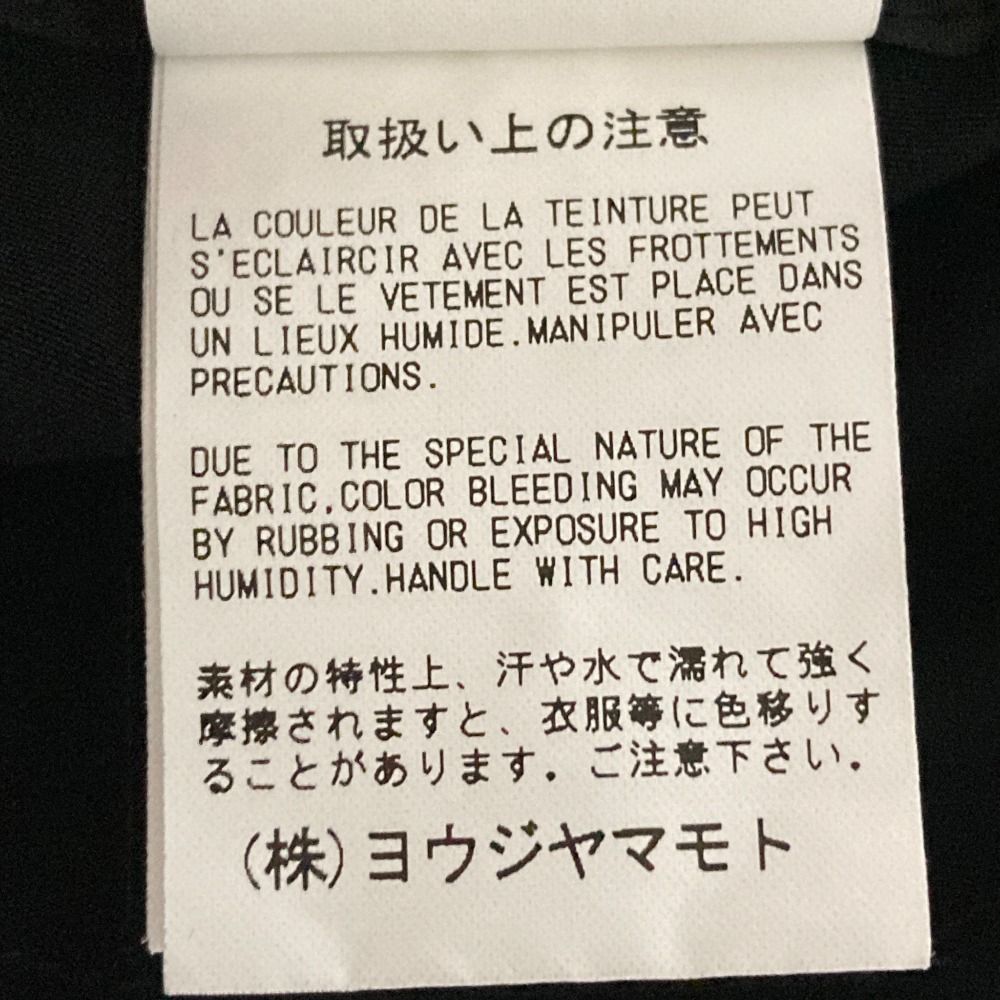 取扱い上の注意
LA COULEUR DE LA TEINTURE PEUT
S'ECLAIRCIR AVEC LES FROTTEMENTS
OU SE LE VETEMENT EST PLACE DANS
UN LIEUX HUMIDE.MANIPULER AVEC
PRECAUTIONS.
DUE TO THE SPECIAL NATURE OF THE
FABRIC,COLOR BLEEDING MAY OCCUR
BY RUBBING OR EXPOSURE TO HIGH
HUMIDITY.HANDLE WITH CARE.
素材の特性上、汗や水で濡れて強く
摩擦されますと、衣服等に色移りす
ることがあります．ご注意下さい．
(株)ヨウジヤマモト